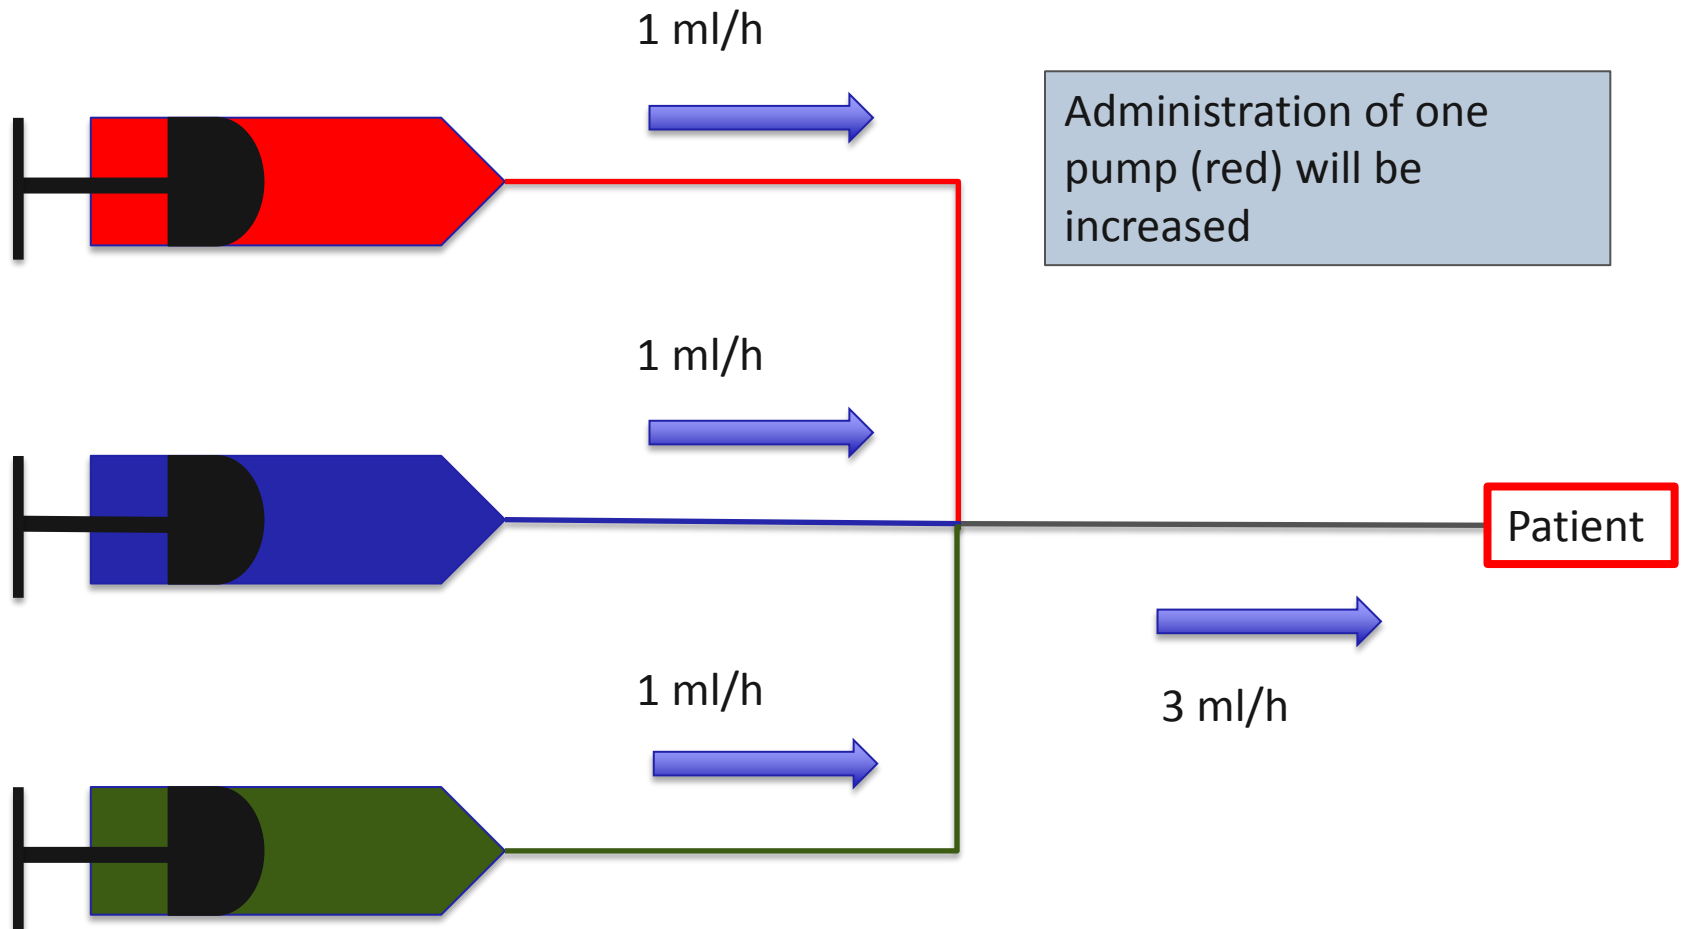 1 ml/h
Administration of one
pump (red) will be
increased
1 ml/h
Patient
1 ml/h
3 ml/h